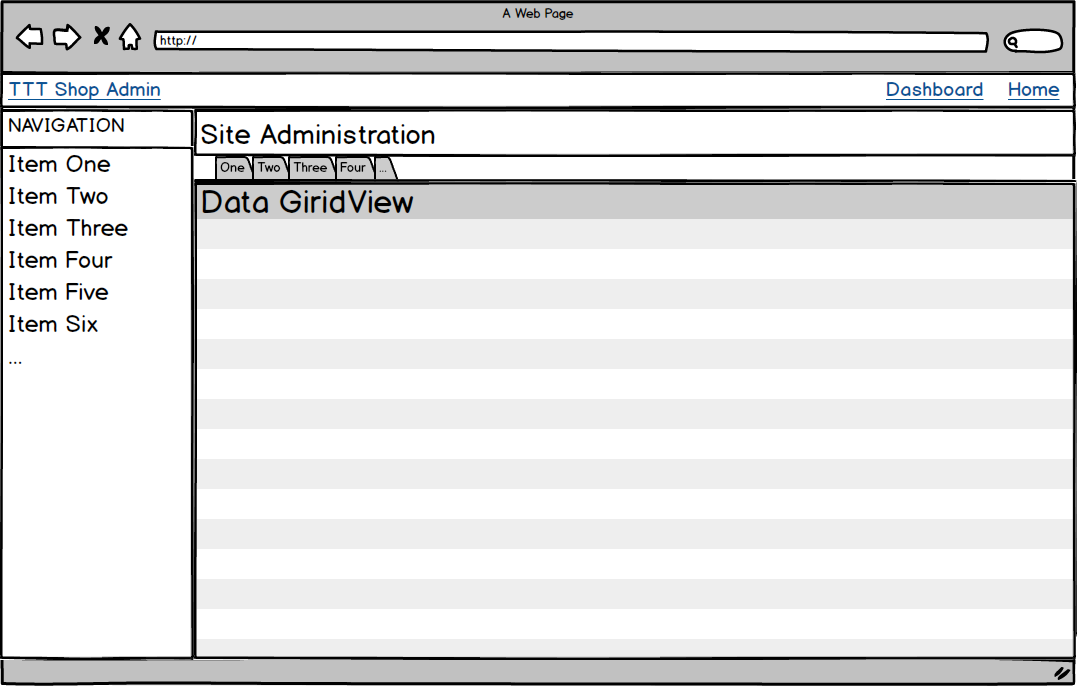 A Web Page
http://
TTT Shop Admin
Dashboard
Home
NAVIGATION
Item One
Item Two
Item Three
Item Four
Item Five
Item Six
...
Site Administration
One Two Three Four ...
Data GiridView